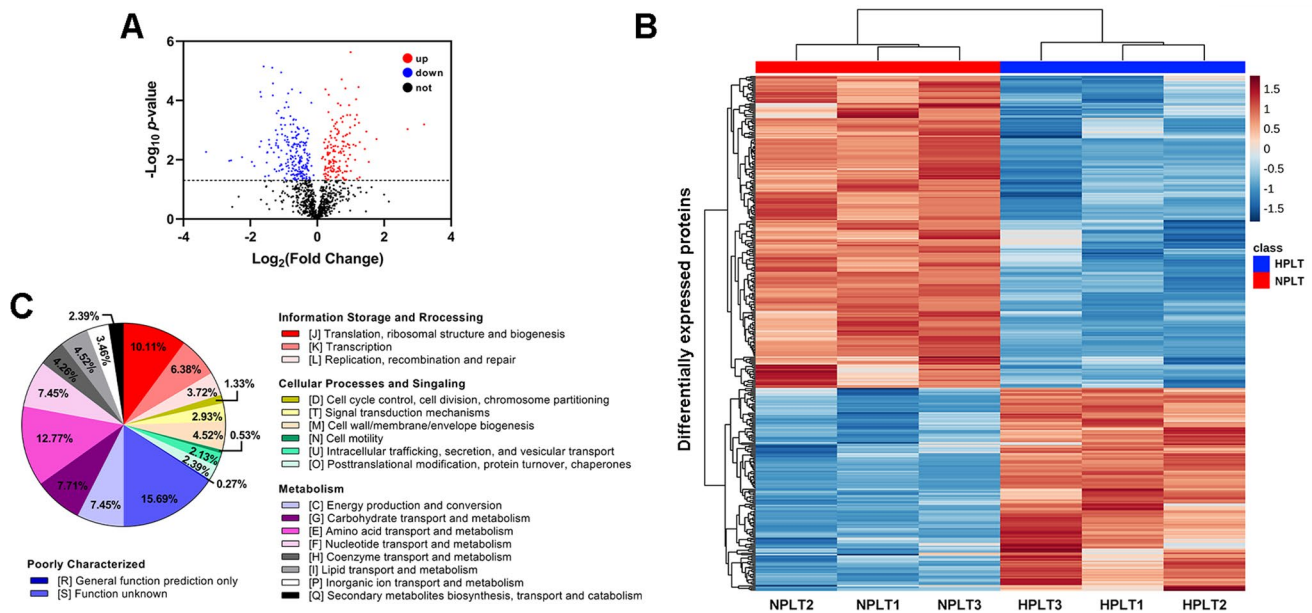 A
6
4
2
0
-Log10 p-value
-4
-2
0
2
4
Log2(Fold Change)
up
down
not
B
Differentially expressed proteins
NPLT2
NPLT1
NPLT3
HPLT3
HPLT1
HPLT2
1.5
1
0.5
0
-0.5
-1
-1.5
class
HPLT
NPLT
C
2.39%
10.11%
6.38%
3.72%
1.33%
2.93%
4.52%
0.53%
2.13%
2.39%
0.27%
15.69%
7.45%
7.71%
12.77%
7.45%
4.26%
4.52%
3.46%
Information Storage and Rrocessing
[J] Translation, ribosomal structure and biogenesis
[K] Transcription
[L] Replication, recombination and repair
Cellular Processes and Singaling
[D] Cell cycle control, cell division, chromosome partitioning
[T] Signal transduction mechanisms
[M] Cell wall/membrane/envelope biogenesis
[N] Cell motility
[U] Intracellular trafficking, secretion, and vesicular transport
[O] Posttranslational modification, protein turnover, chaperones
Metabolism
[C] Energy production and conversion
[G] Carbohydrate transport and metabolism
[E] Amino acid transport and metabolism
[F] Nucleotide transport and metabolism
[H] Coenzyme transport and metabolism
[I] Lipid transport and metabolism
[P] Inorganic ion transport and metabolism
[Q] Secondary metabolites biosynthesis, transport and catabolism
Poorly Characterized
[R] General function prediction only
[S] Function unknown